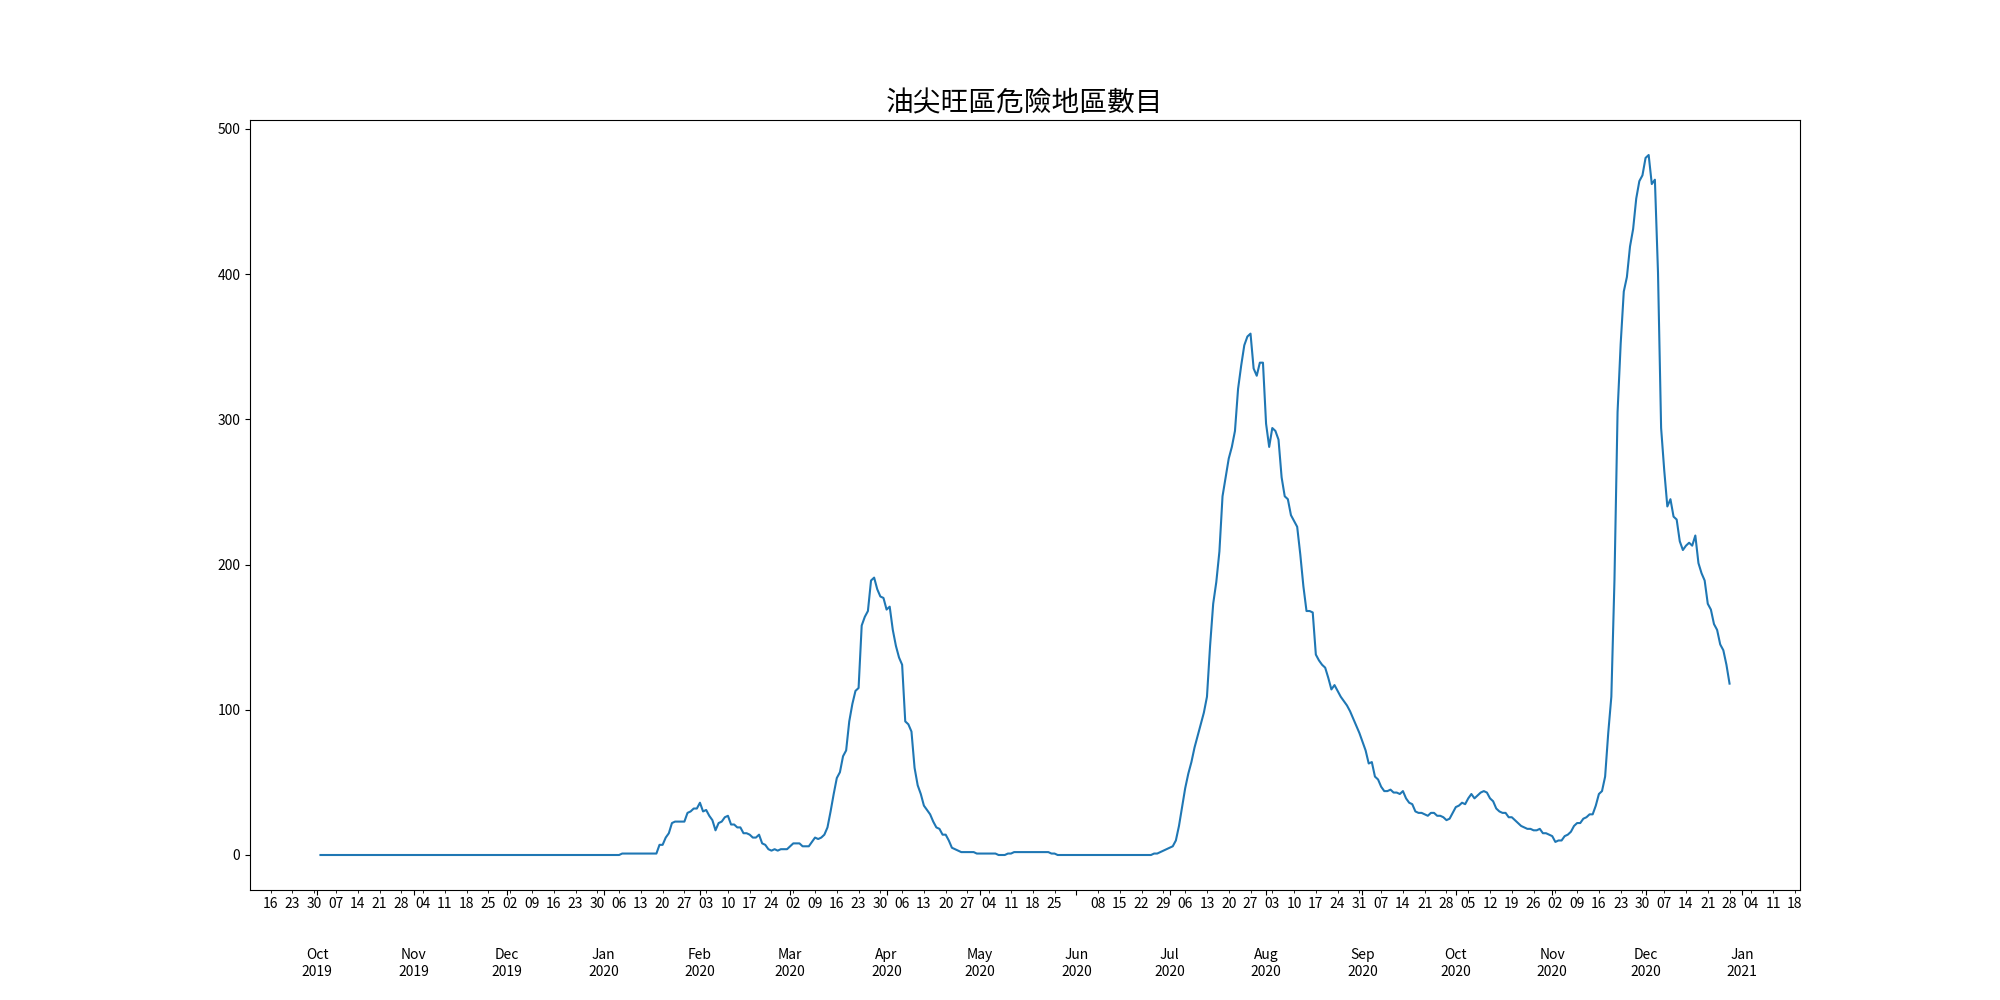 油尖旺區危險地區數目
500
400
300
200
100
0
16 23 30 07 14 21 28 04 11 18 25 02 09 16 23 30 06 13 20 27 03 10 17 24 02 09 16 23 30 06 13 20 27 04 11 18 25 08 15 22 29 06 13 20 27 03 10 17 24 31 07 14 21 28 05 12 19 26 02 09 16 23 30 07 14 21 28 04 11 18
Oct Nov Dec Jan Feb Mar Apr May Jun Jul Aug Sep Oct Nov Dec Jan
2019 2019 2019 2020 2020 2020 2020 2020 2020 2020 2020 2020 2020 2020 2020 2021